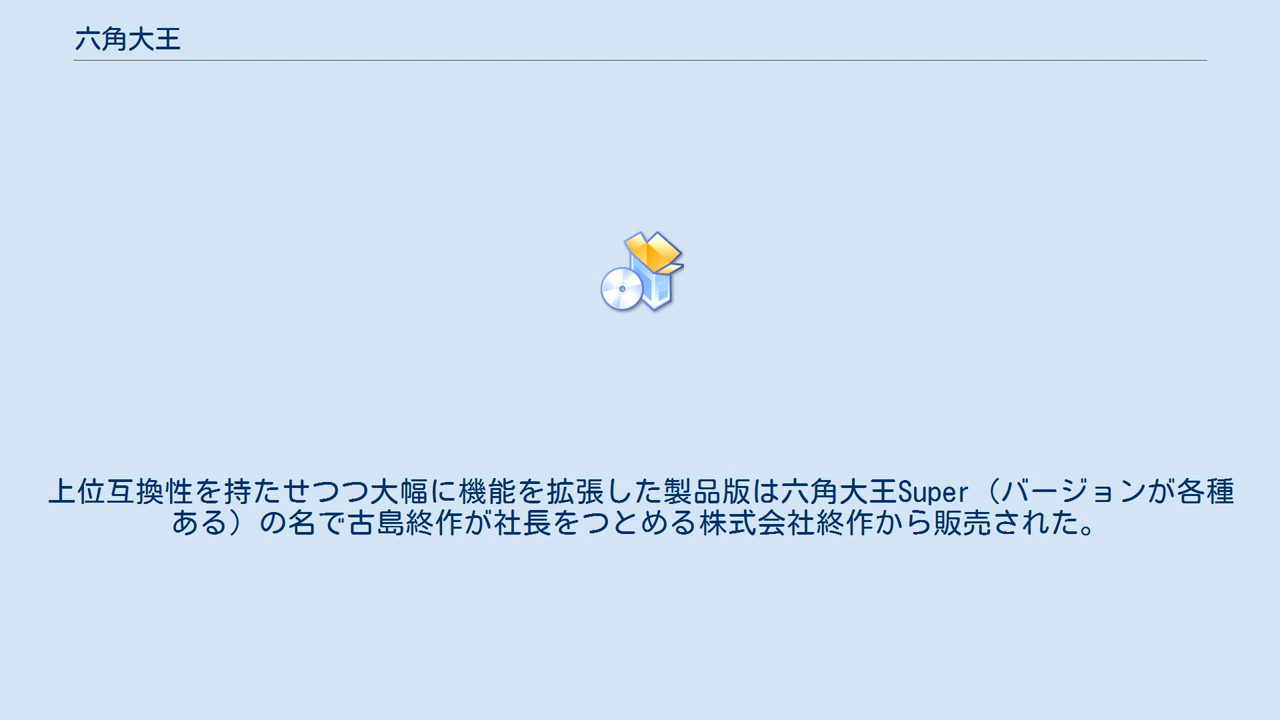 六角大王
上位互換性を持たせつつ大幅に機能を拡張した製品版は六角大王Super（バージョンが各種
ある）の名で古島終作が社長をつとめる株式会社終作から販売された。